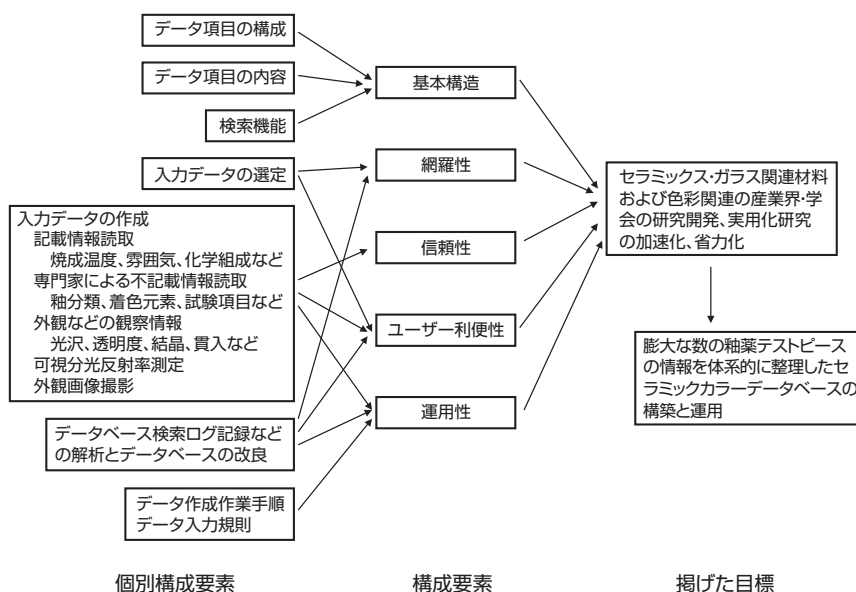 データ項目の構成
データ項目の内容
検索機能
入力データの選定
入力データの作成
記載情報読取
焼成温度、雰囲気、化学組成など
専門家による不記載情報読取
釉分類、着色元素、試験項目など
外観などの観察情報
光沢、透明度、結晶、貫入など
可視分光反射率測定
外観画像撮影
データベース検索ログ記録など
の解析とデータベースの改良
データ作成作業手順
データ入力規則
個別構成要素
基本構造
網羅性
信頼性
ユーザー利便性
運用性
構成要素
セラミックス・ガラス関連材料
および色彩関連の産業界・学
会の研究開発、実用化研究
の加速化、省力化
膨大な数の釉薬テストピース
の情報を体系的に整理したセ
ラミックカラーデータベースの
構築と運用
掲げた目標